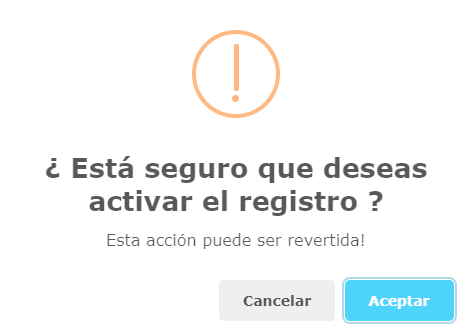 ¿ Está seguro que deseas
activar el registro ?
Esta acción puede ser revertida!
Cancelar
Aceptar